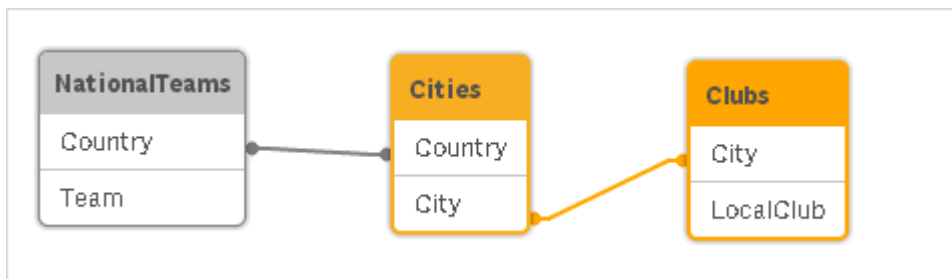 NationalTeams
Country
Team
Cities
Country
City
Clubs
City
LocalClub